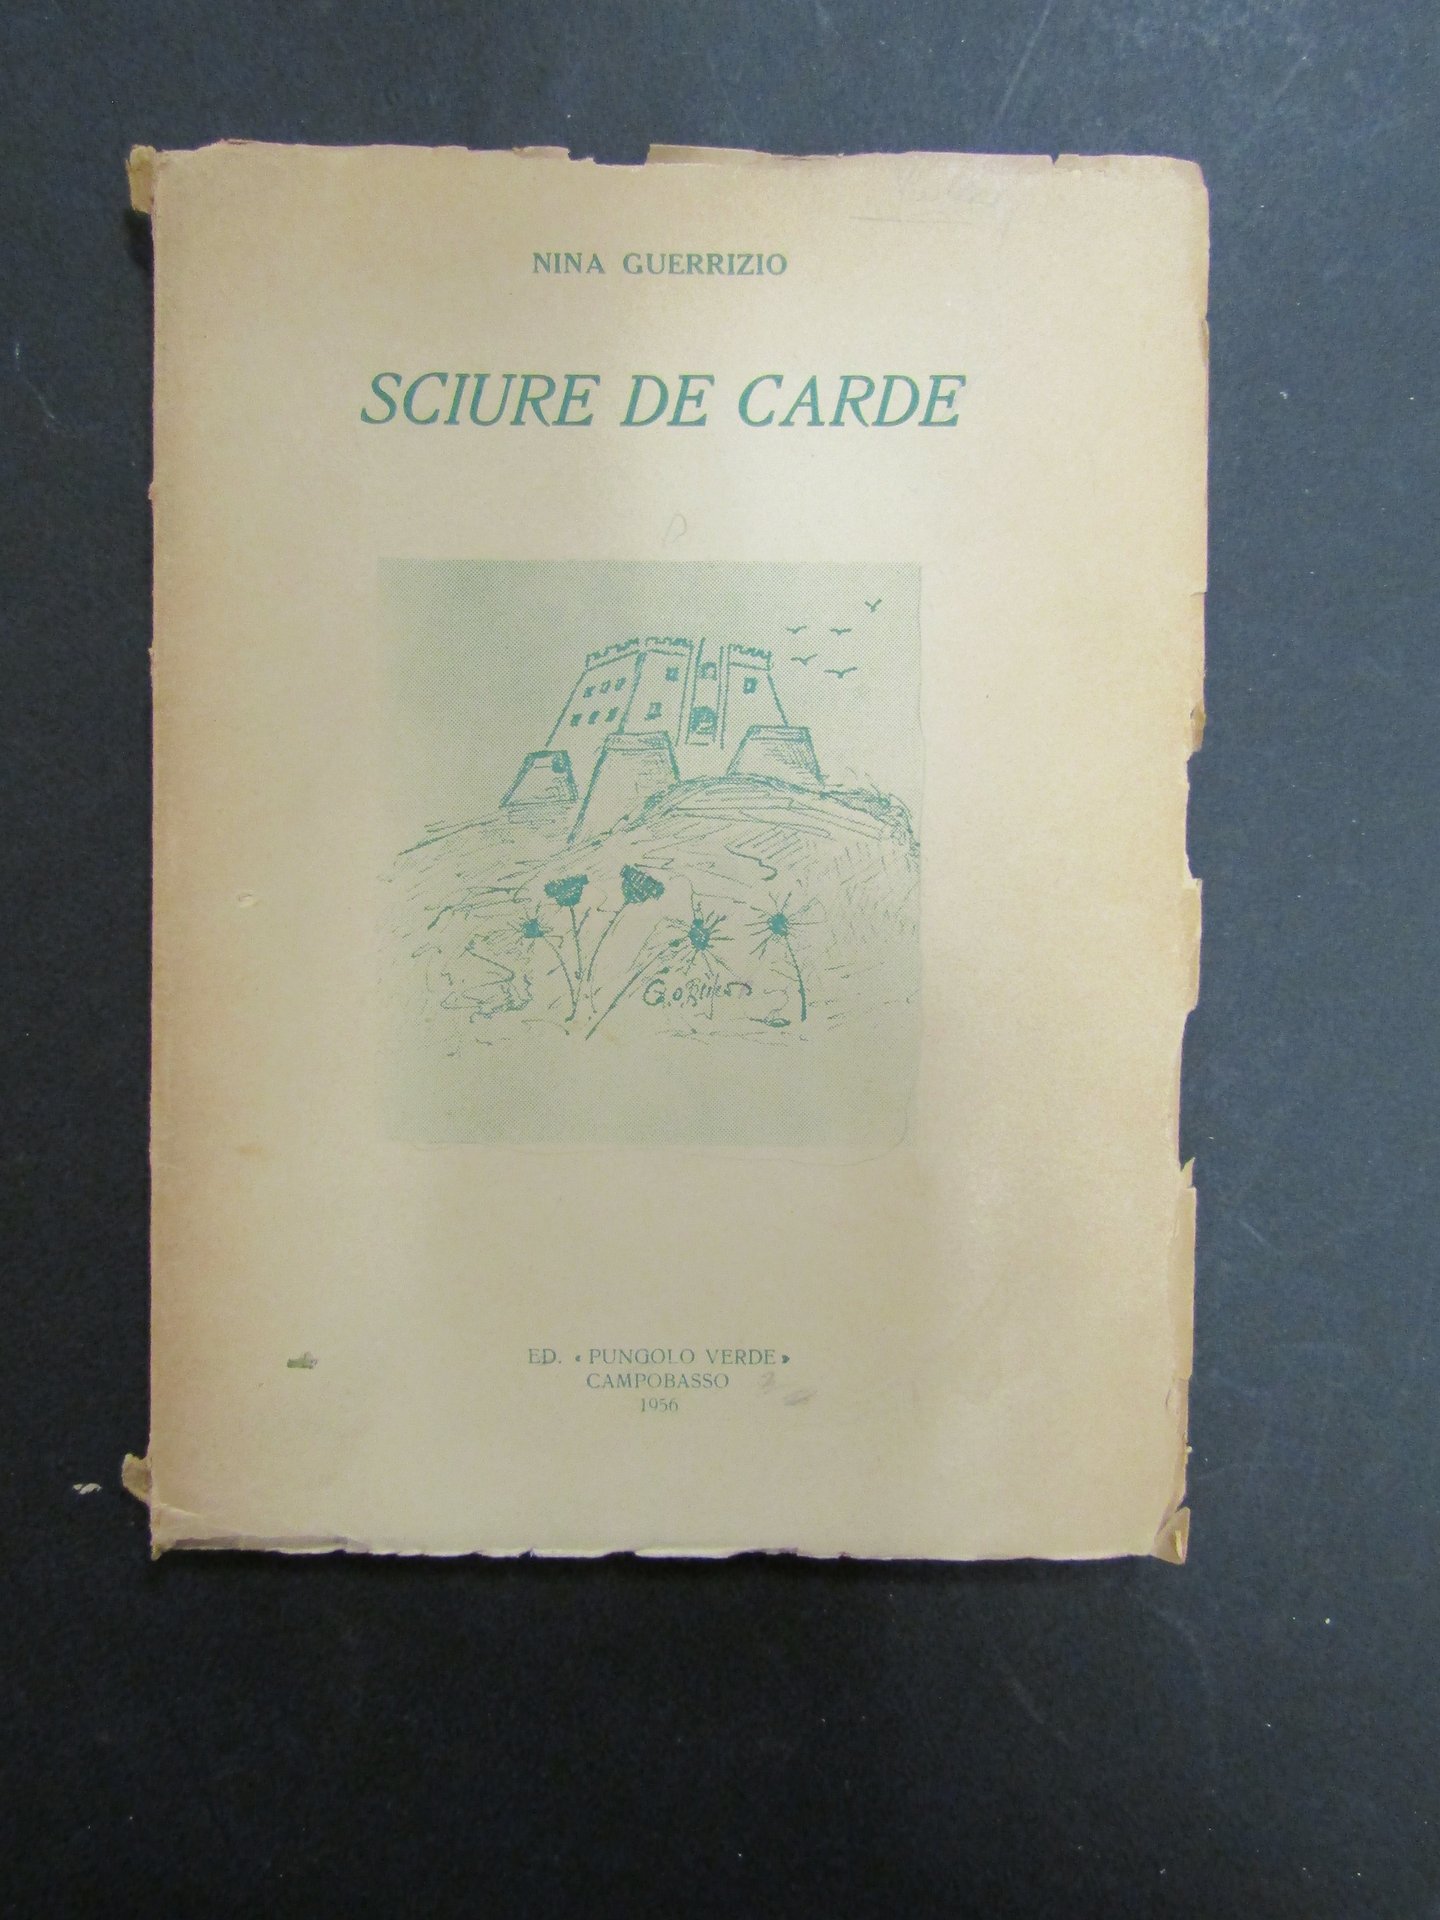 NINA GUERRIZIO
SCIURE DE CARDE
ED. « PUNGOLO VERDE »
CAMPOBASSO
1956